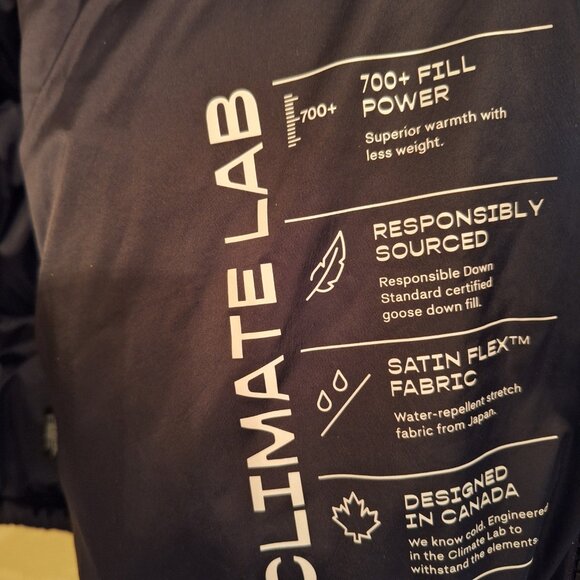 CLIMATE LAB
700+
700+ FILL
POWER
Superior warmth with
less weight.
RESPONSIBLY
SOURCED
Responsible Down
Standard certified
goose down fill.
SATIN FLEX™
FABRIC
Water-repellent stretch
fabric from Japan.
DESIGNED
IN CANADA
We know cold. Engineered
in the Climate Lab to
withstand the elements